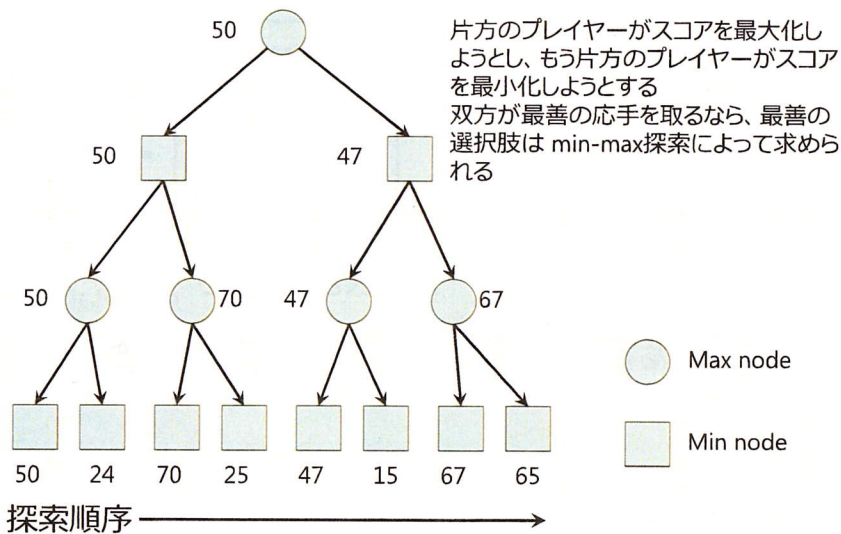 50
片方のプレイヤーがスコアを最大化し
ようとし、もう片方のプレイヤーがスコア
を最小化しようとする
双方が最善の応手を取るなら、最善の
選択肢は min-max探索によって求めら
れる
50
47
50
70
47
67
Max node
Min node
50 24 70 25 47 15 67 65
探索順序